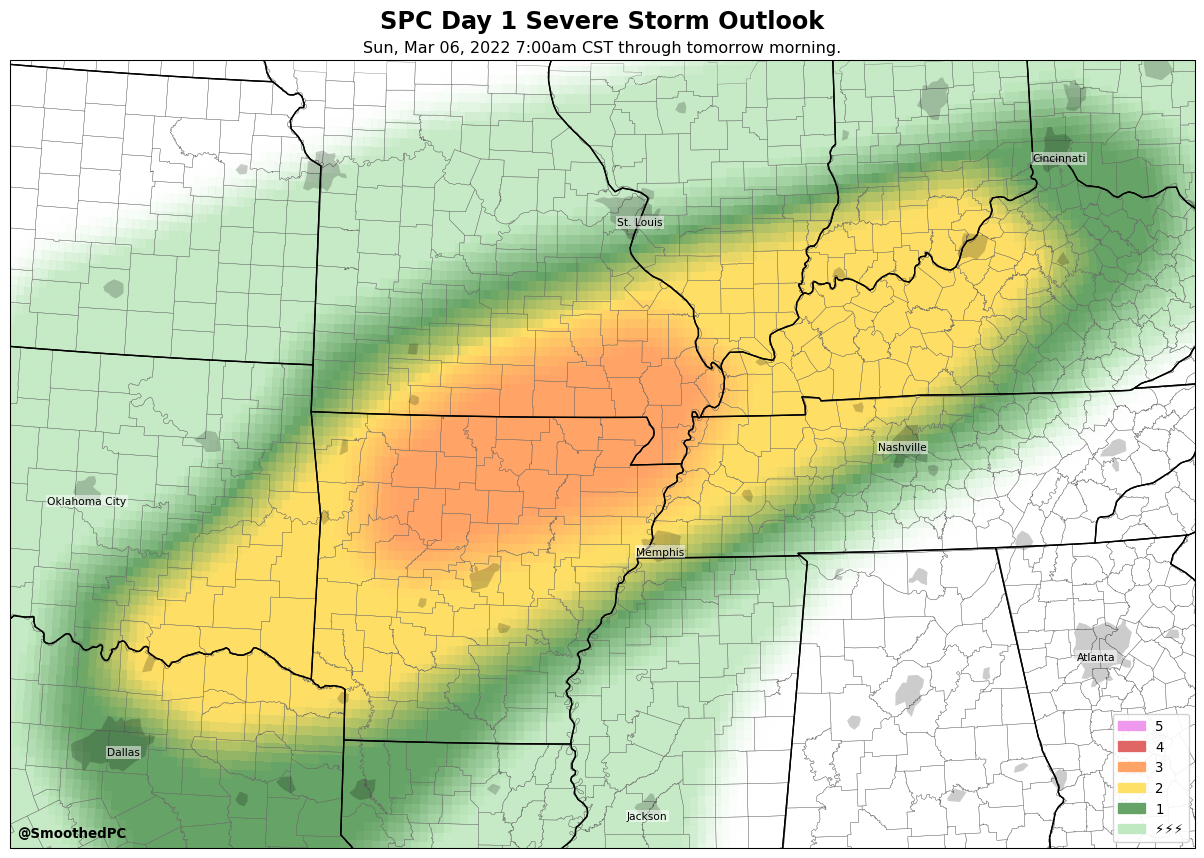 SPC Day 1 Severe Storm Outlook
Sun, Mar 06, 2022 7:00am CST through tomorrow morning.
Cincinnati
St. Louis
Nashville
Oklahoma City
Memphis
Atlanta
Dallas
Jackson
5
4
3
2
1
⚡⚡⚡
@SmoothedPC